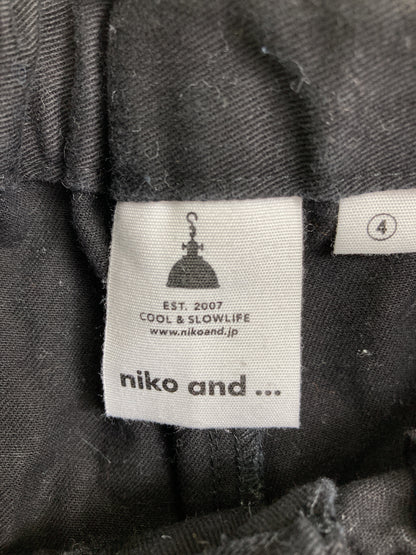 EST. 2007
COOL & SLOWLIFE
www.nikoand.jp
niko and ...
4